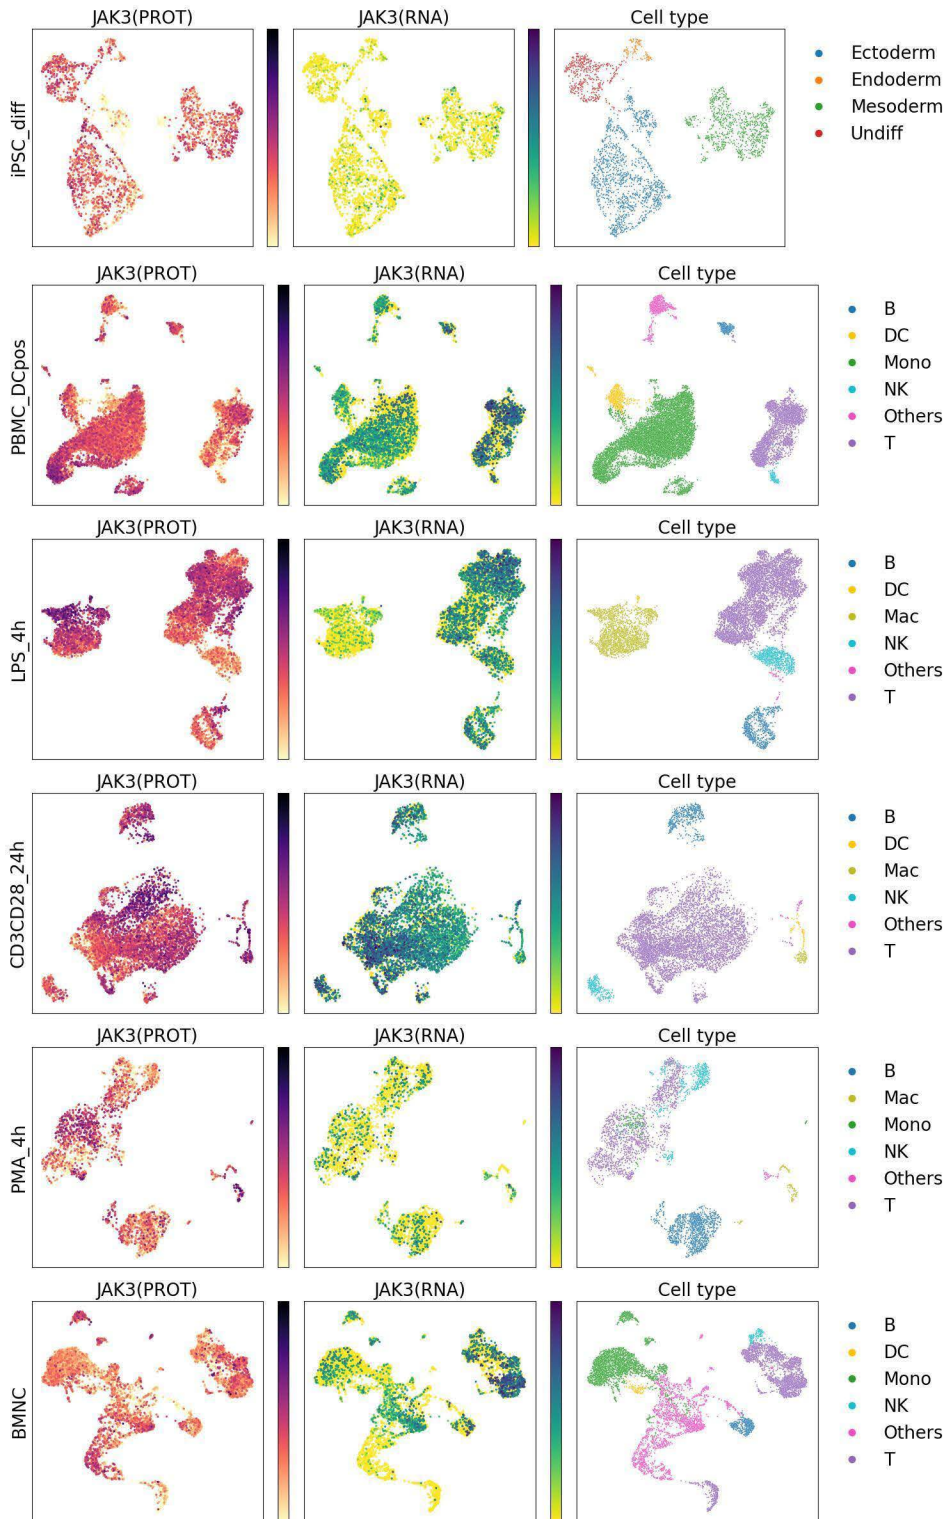 JAK3(PROT) JAK3(RNA) Cell type
iPSC_diff
Ectoderm
Endoderm
Mesoderm
Undiff
JAK3(PROT) JAK3(RNA) Cell type
PBMC_DCpos
B
DC
Mono
NK
Others
T
JAK3(PROT) JAK3(RNA) Cell type
LPS_4h
B
DC
Mac
NK
Others
T
JAK3(PROT) JAK3(RNA) Cell type
CD3CD28_24h
B
DC
Mac
NK
Others
T
JAK3(PROT) JAK3(RNA) Cell type
PMA_4h
B
Mac
Mono
NK
Others
T
JAK3(PROT) JAK3(RNA) Cell type
BMNC
B
DC
Mono
NK
Others
T